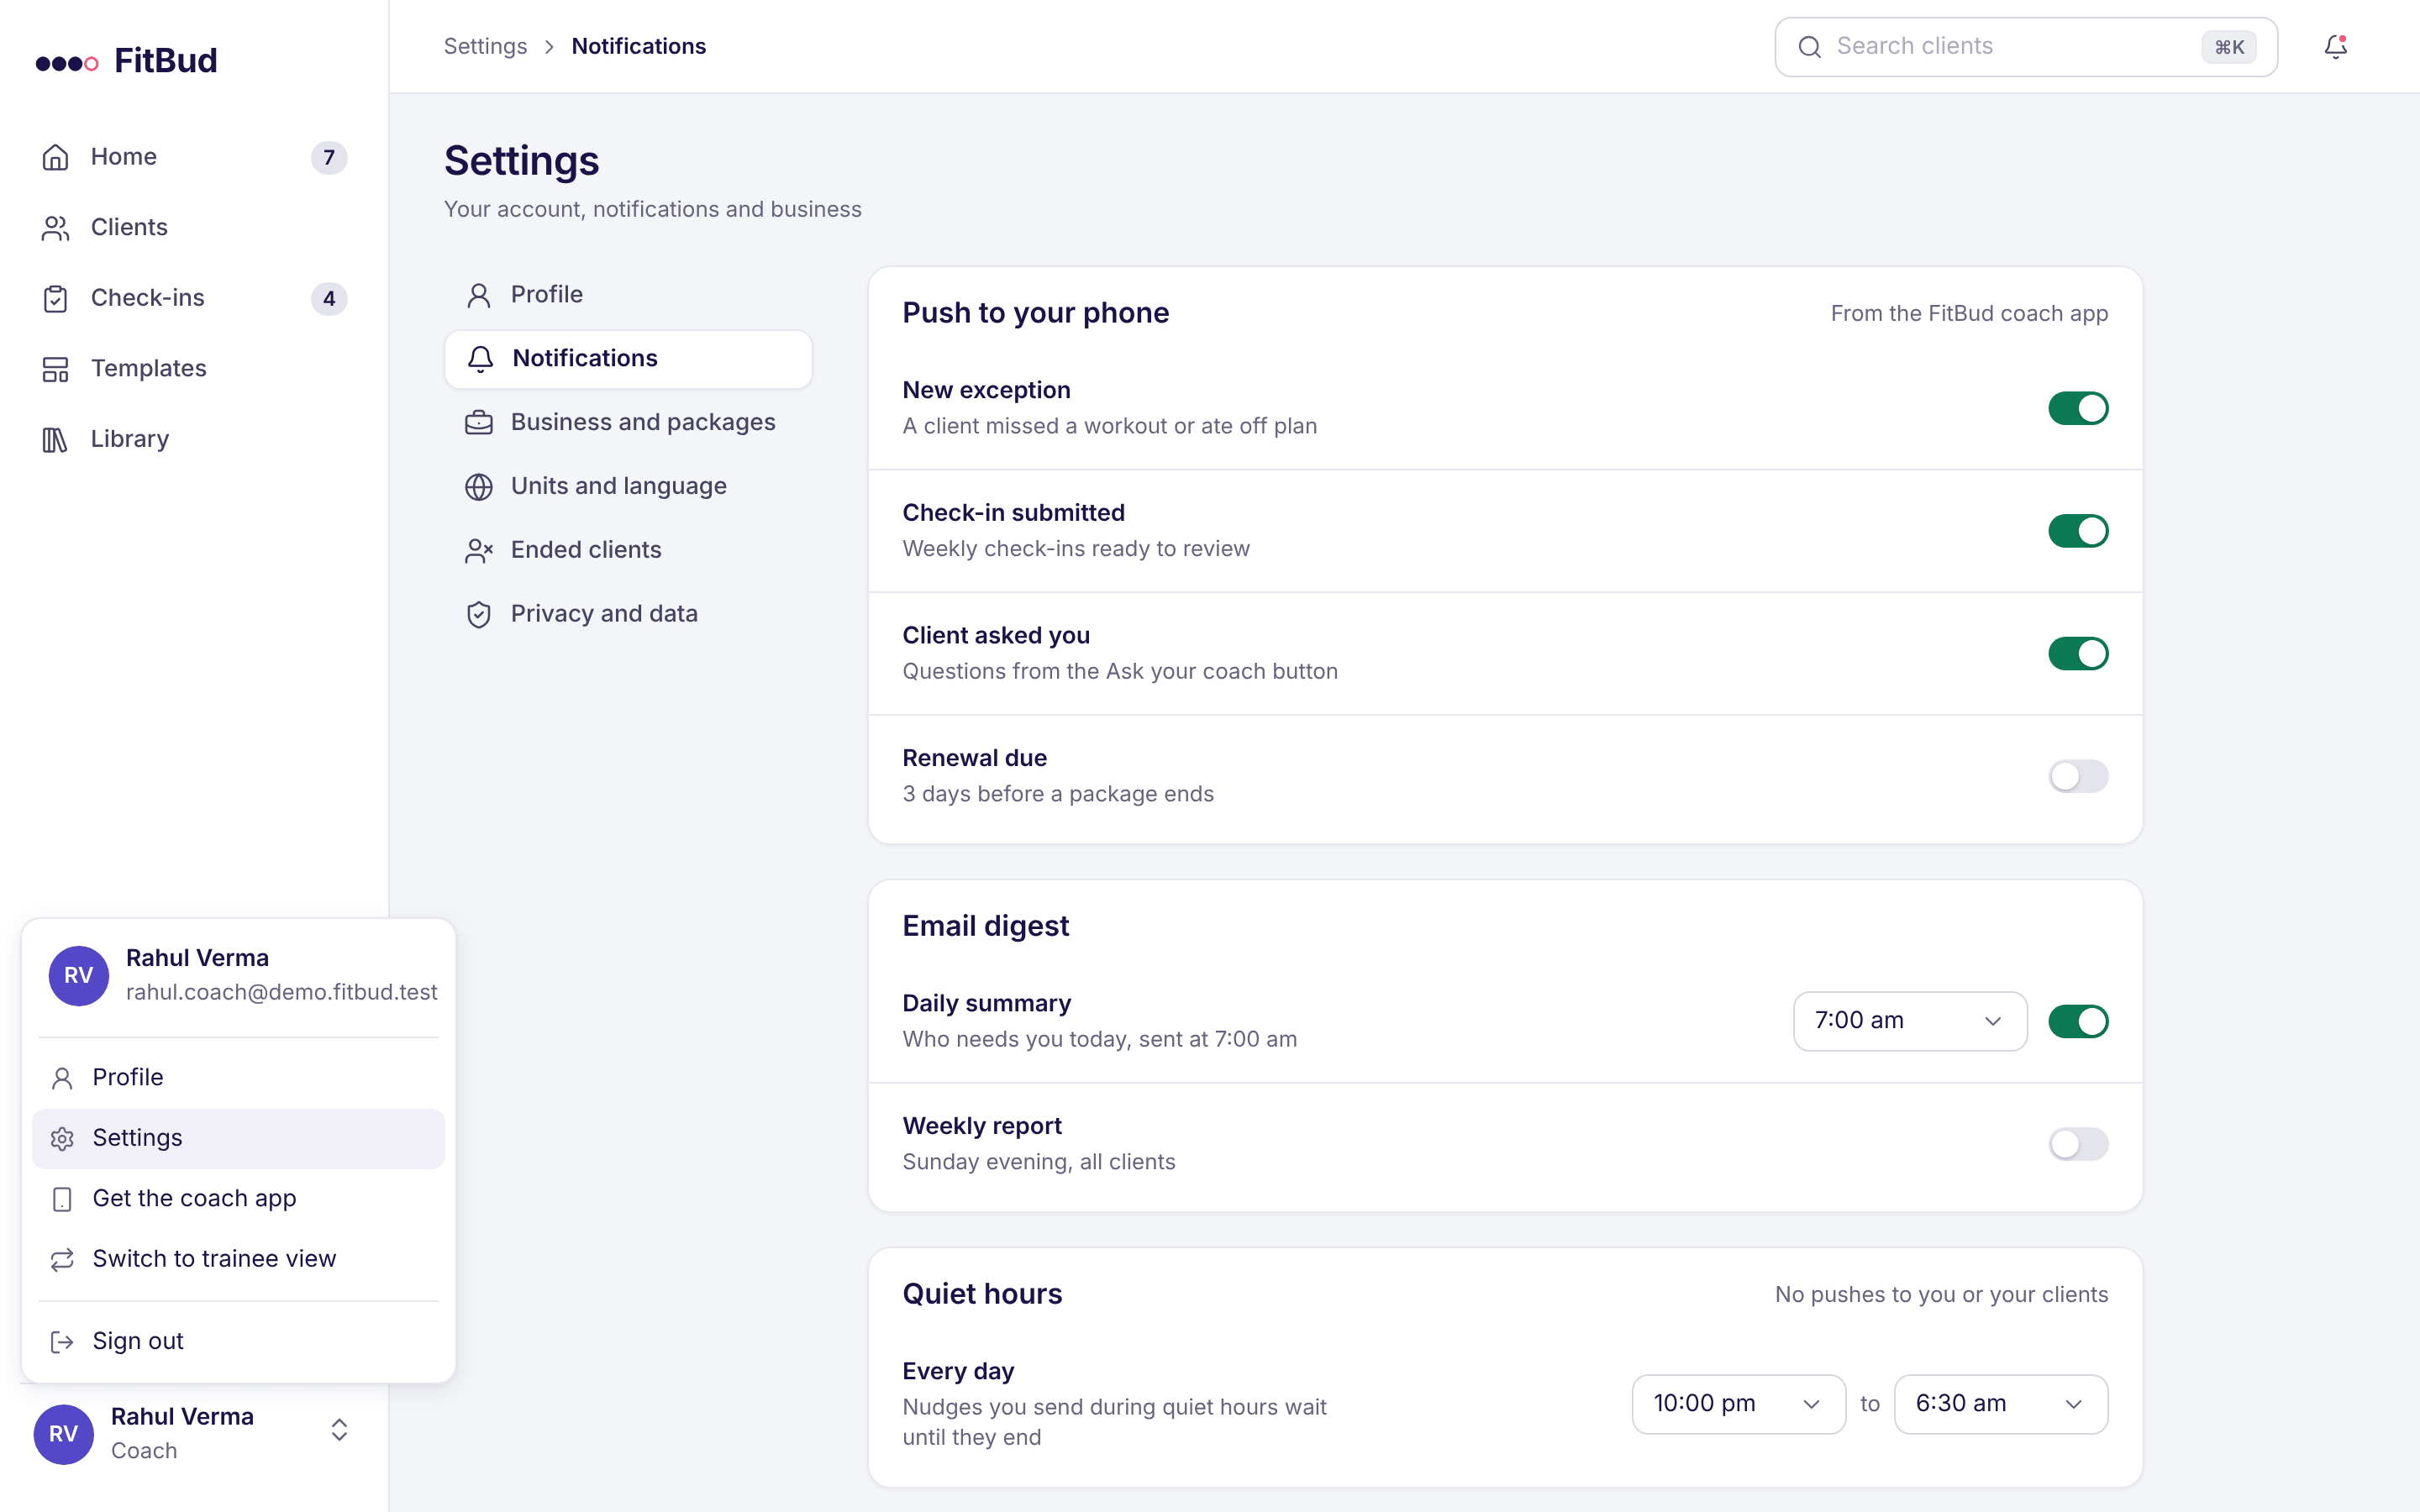 FitBud
Home 7
Clients
Check-ins 4
Templates
Library
Rahul Verma
rahul.coach@demo.fitbud.test
RV
Profile
Settings
Get the coach app
Switch to trainee view
Sign out
RV
Rahul Verma
Coach
Settings > Notifications
Search clients ⌘K
Settings
Your account, notifications and business
Profile
Notifications
Business and packages
Units and language
Ended clients
Privacy and data
Push to your phone
From the FitBud coach app
New exception
A client missed a workout or ate off plan
Check-in submitted
Weekly check-ins ready to review
Client asked you
Questions from the Ask your coach button
Renewal due
3 days before a package ends
Email digest
Daily summary
Who needs you today, sent at 7:00 am
7:00 am
Weekly report
Sunday evening, all clients
Quiet hours
No pushes to you or your clients
Every day
Nudges you send during quiet hours wait
until they end
10:00 pm to 6:30 am